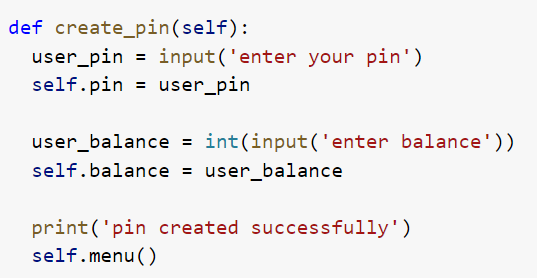 def create_pin(self):
  user_pin = input('enter your pin')
  self.pin = user_pin

  user_balance = int(input('enter balance'))
  self.balance = user_balance

  print('pin created successfully')
  self.menu()